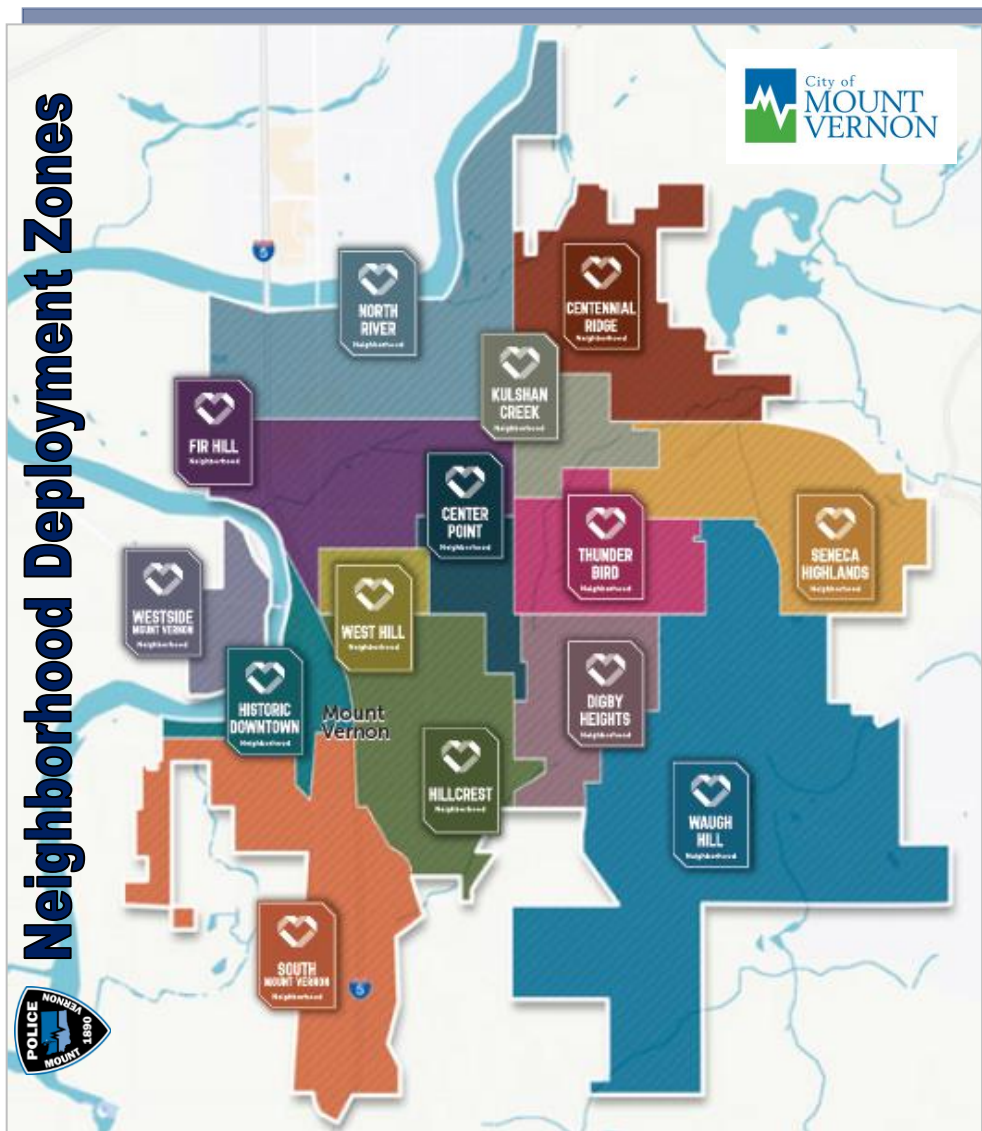 Neighborhood Deployment Zones
City of
MOUNT
VERNON
5
NORTH
RIVER
Neighborhood
CENTENNIAL
RIDGE
Neighborhood
KULSHAN
CREEK
Neighborhood
FIR HILL
Neighborhood
CENTER
POINT
Neighborhood
THUNDER
BIRD
Neighborhood
SENECA
HIGHLANDS
Neighborhood
WESTSIDE
MOUNT VERNON
Neighborhood
WEST HILL
Neighborhood
HISTORIC
DOWNTOWN
Neighborhood
Mount
Vernon
DIGBY
HEIGHTS
Neighborhood
HILLCREST
Neighborhood
WAUGH
HILL
Neighborhood
SOUTH
MOUNT VERNON
Neighborhood
5
POLICE
MOUNT
VERNON
1890